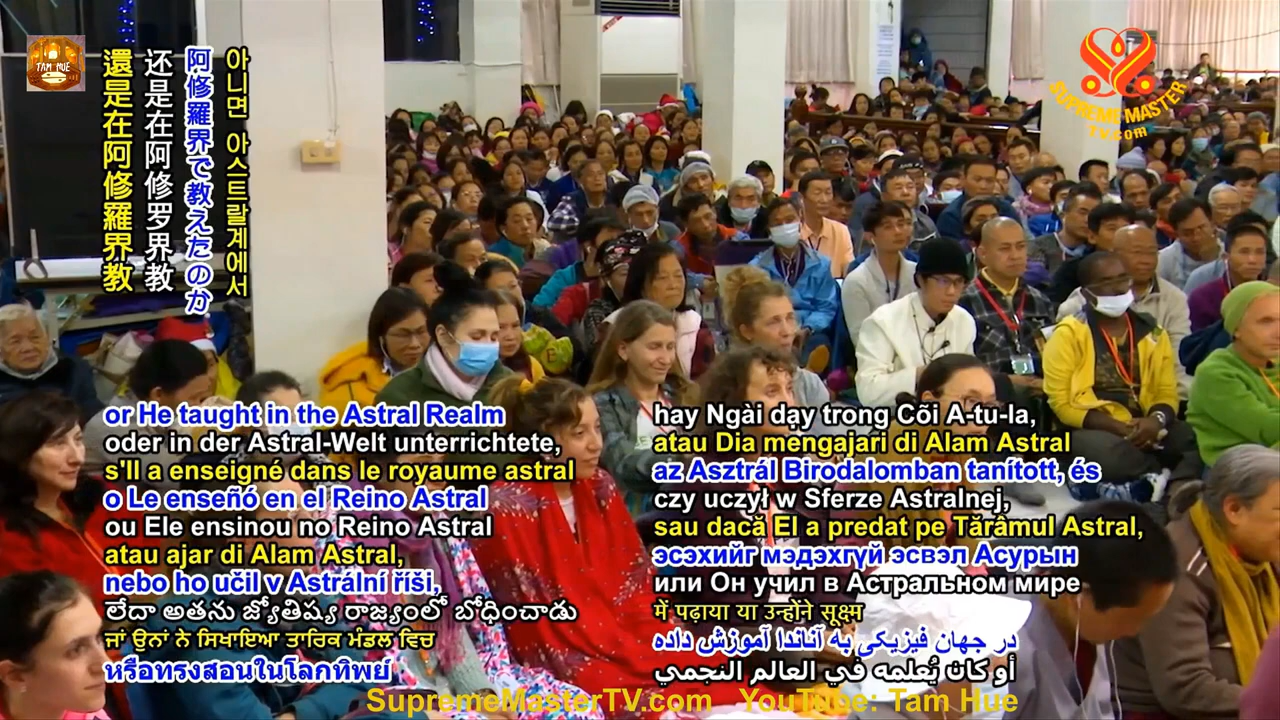 TAM HUE
SUPREME MASTER
TV.com
아니면 아스트랄계에서
阿修羅界で教えたのか
还是在阿修罗界教
還是在阿修羅界教
or He taught in the Astral Realm
oder in der Astral-Welt unterrichtete,
s'Il a enseigné dans le royaume astral
o Le enseñó en el Reino Astral
ou Ele ensinou no Reino Astral
atau ajar di Alam Astral,
nebo ho učil v Astrální říši,
లేదా అతను జ్యోతిష్య రాజ్యంలో బోధించాడు
ਜਾਂ ਉਨਾਂ ਨੇ ਸਿਖਾਇਆ ਤਾਰਿਕ ਮੰਡਲ ਵਿਚ
หรือทรงสอนในโลกทิพย์
hay Ngài dạy trong Cõi A-tu-la,
atau Dia mengajari di Alam Astral
az Asztrál Birodalomban tanított, és
czy uczył w Sferze Astralnej,
sau dacă El a predat pe Tărâmul Astral,
эсэхийг мэдэхгүй эсвэл Асурын
или Он учил в Астральном мире
में पढ़ाया या उन्होंने सूक्ष्म
در جهان فیزیکی به آناندا آموزش داده
أو كان يُعلمه في العالم النجمي
SupremeMasterTV.com YouTube: Tam Hue